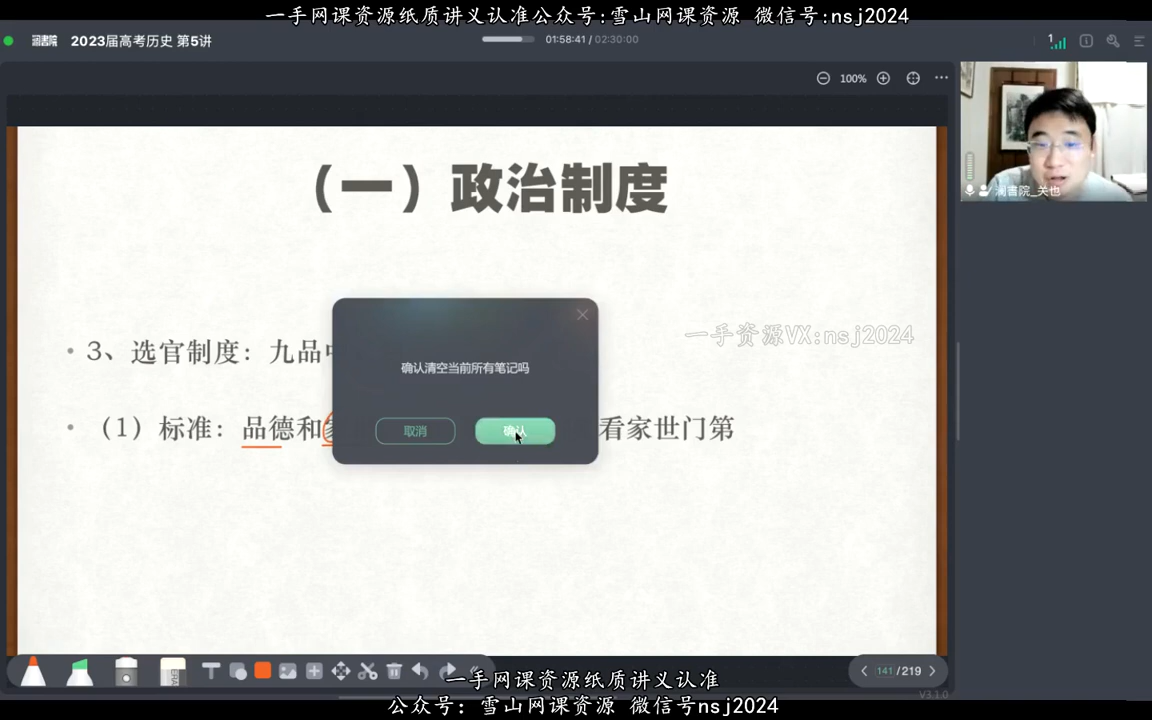 一手网课资源纸质讲义认准公众号:雪山网课资源 微信号:nsj2024
2023届高考历史 第5讲
01:58:41 / 02:30:00
1
100%
（一）政治制度
一手资源VX:nsj2024
3、选官制度：九品
确认清空当前所有笔记吗
（1）标准：品德和
看家世门第
取消
确认
澜書院_关也
141 /219
V3.1.0
一手网课资源纸质讲义认准
公众号：雪山网课资源 微信号nsj2024